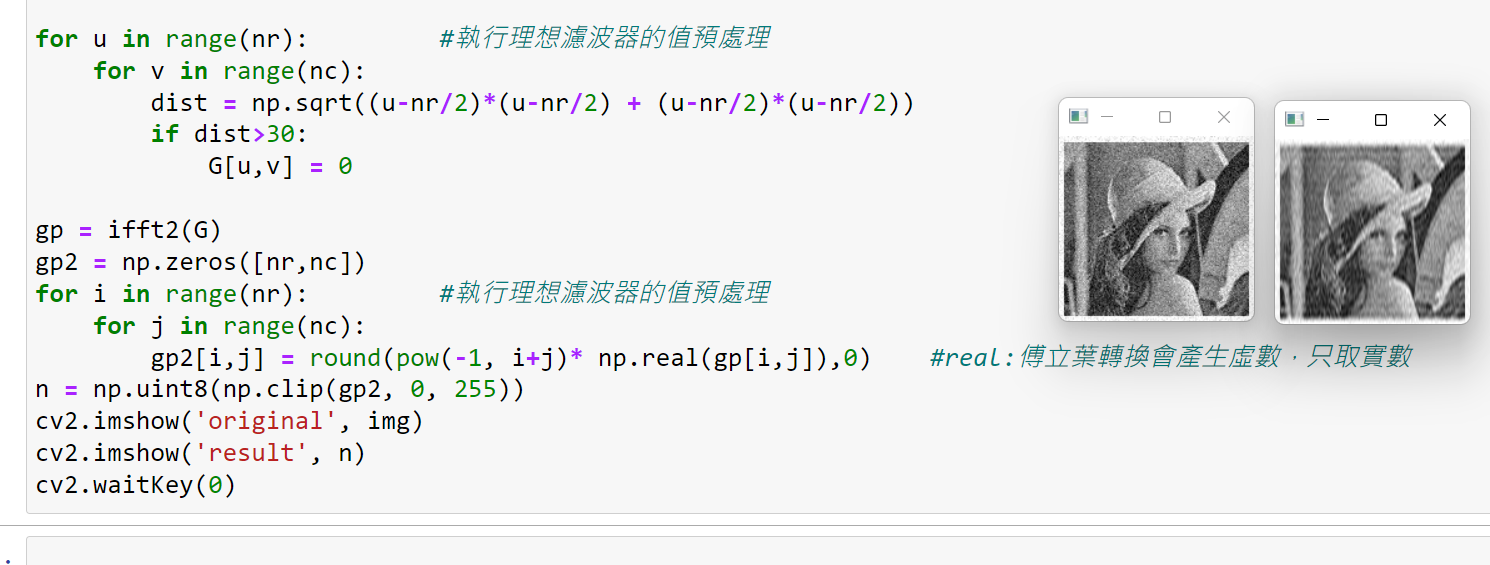 for u in range(nr):         #執行理想濾波器的值預處理
    for v in range(nc):
        dist = np.sqrt((u-nr/2)*(u-nr/2) + (u-nr/2)*(u-nr/2))
        if dist>30:
            G[u,v] = 0
gp = ifft2(G)
gp2 = np.zeros([nr,nc])
for i in range(nr):         #執行理想濾波器的值預處理
    for j in range(nc):
        gp2[i,j] = round(pow(-1, i+j)* np.real(gp[i,j]),0)    #real:傅立葉轉換會產生虛數，只取實數
n = np.uint8(np.clip(gp2, 0, 255))
cv2.imshow('original', img)
cv2.imshow('result', n)
cv2.waitKey(0)